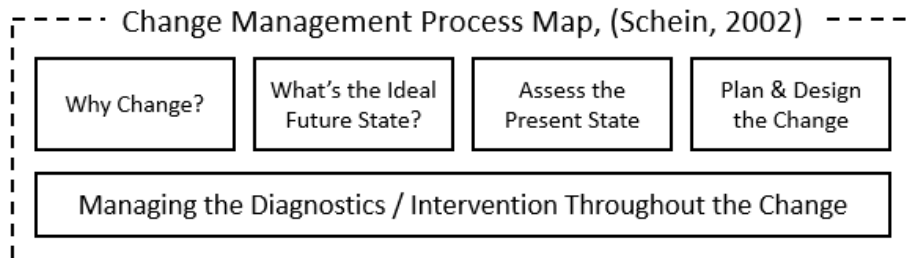 Change Management Process Map, (Schein, 2002)
Why Change?
What's the Ideal
Future State?
Assess the
Present State
Plan & Design
the Change
Managing the Diagnostics / Intervention Throughout the Change